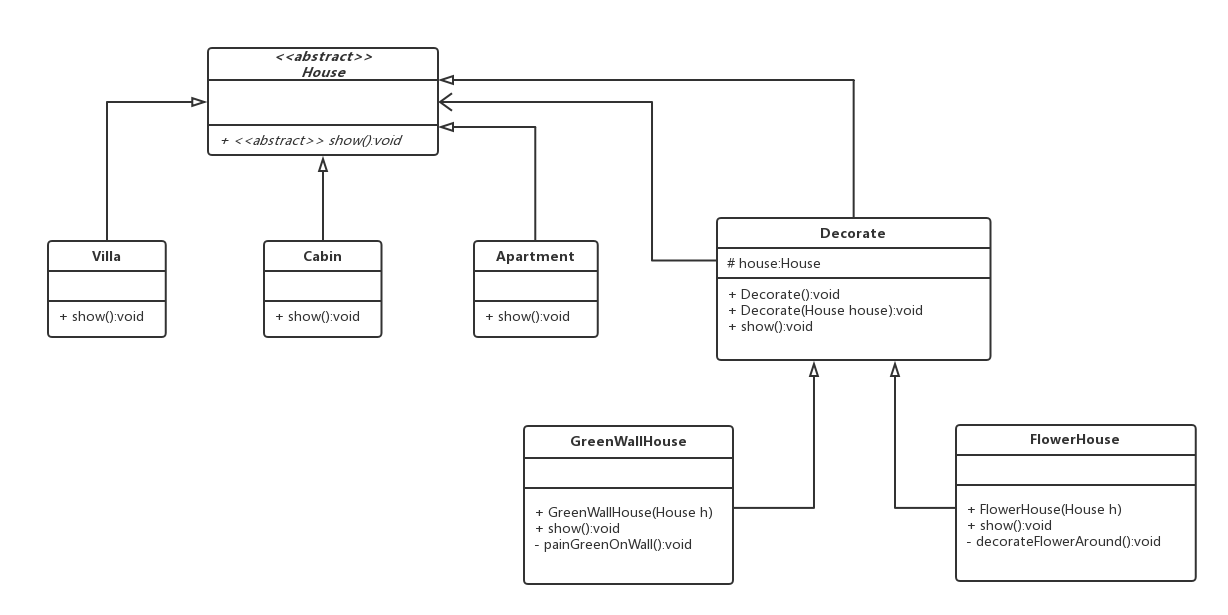 <<abstract>>
House
+ <<abstract>> show():void
Villa
+ show():void
Cabin
+ show():void
Apartment
+ show():void
Decorate
# house:House
+ Decorate():void
+ Decorate(House house):void
+ show():void
GreenWallHouse
+ GreenWallHouse(House h)
+ show():void
- painGreenOnWall():void
FlowerHouse
+ FlowerHouse(House h)
+ show():void
- decorateFlowerAround():void